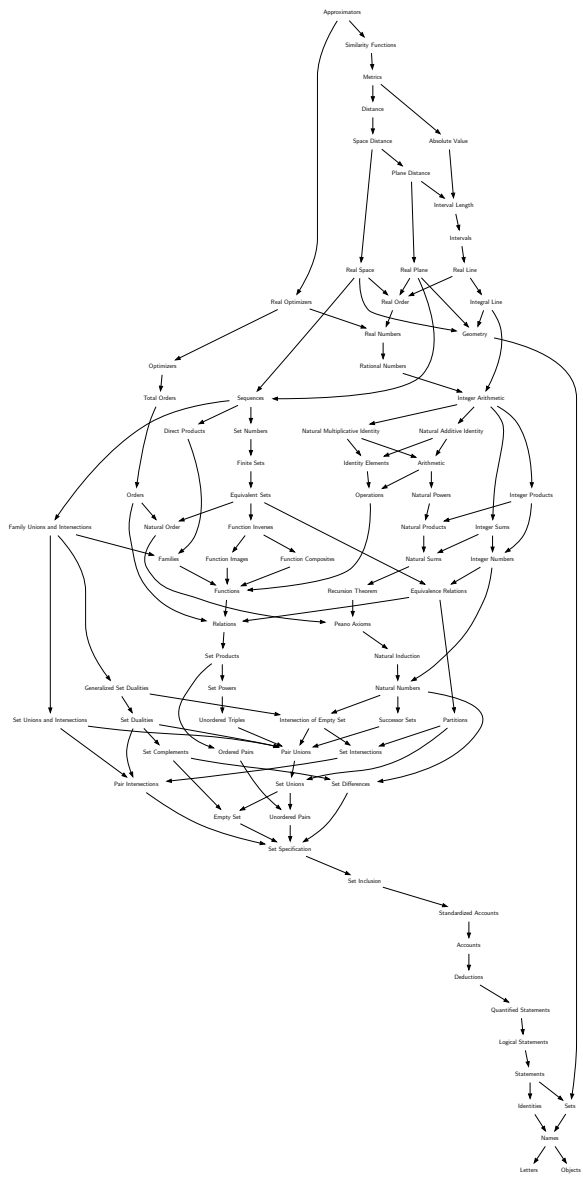 Approximators
Similarity Functions
Metrics
Distance
Space Distance
Absolute Value
Plane Distance
Interval Length
Intervals
Real Space
Real Plane
Real Line
Real Optimizers
Real Order
Integral Line
Real Numbers
Geometry
Optimizers
Rational Numbers
Total Orders
Sequences
Integer Arithmetic
Direct Products
Set Numbers
Natural Multiplicative Identity
Natural Additive Identity
Finite Sets
Identity Elements
Arithmetic
Orders
Equivalent Sets
Operations
Natural Powers
Integer Products
Family Unions and Intersections
Natural Order
Function Inverses
Natural Products
Integer Sums
Families
Function Images
Function Composites
Natural Sums
Integer Numbers
Functions
Recursion Theorem
Equivalence Relations
Relations
Peano Axioms
Set Products
Natural Induction
Generalized Set Dualities
Set Powers
Natural Numbers
Set Unions and Intersections
Set Dualities
Unordered Triples
Intersection of Empty Set
Successor Sets
Partitions
Set Complements
Ordered Pairs
Pair Unions
Set Intersections
Pair Intersections
Set Unions
Set Differences
Empty Set
Unordered Pairs
Set Specification
Set Inclusion
Standardized Accounts
Accounts
Deductions
Quantified Statements
Logical Statements
Statements
Identities
Sets
Names
Letters
Objects